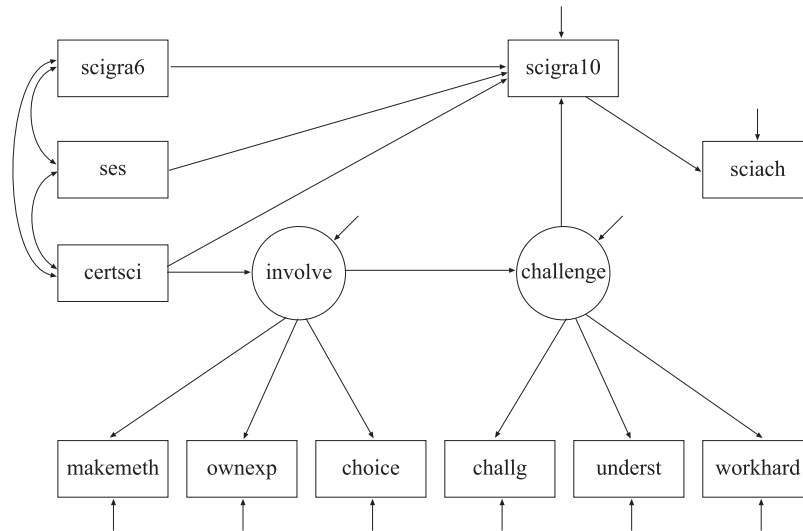 scigra6
scigra10
ses
sciach
certsci
involve
challenge
makemeth
ownexp
choice
challg
underst
workhard